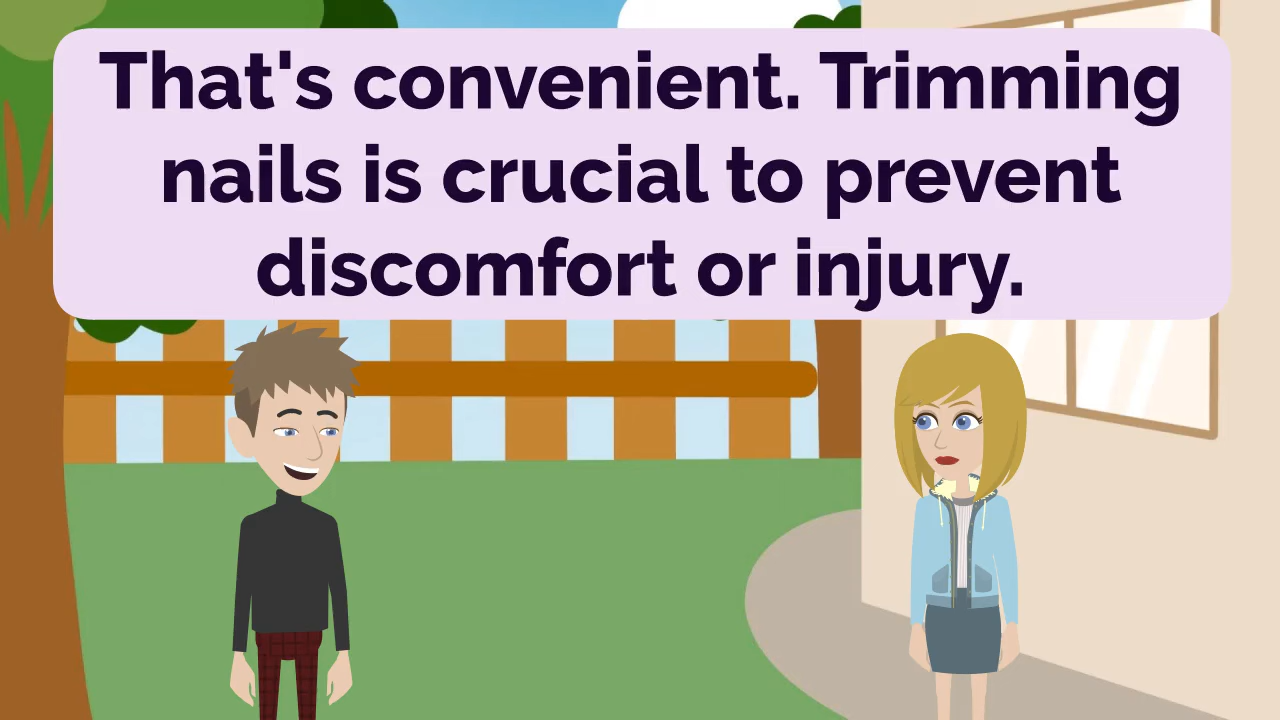 That's convenient. Trimming
nails is crucial to prevent
discomfort or injury.